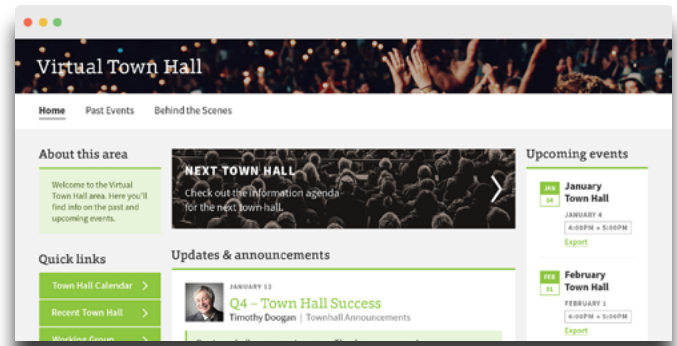 Virtual Town Hall
Home Past Events Behind the Scenes
About this area
Welcome to the Virtual
Town Hall area. Here you'll
find info on the past and
upcoming events.
Quick links
Town Hall Calendar
Recent Town Hall
Working Group
NEXT TOWN HALL
Check out the information agenda
for the next town hall.
Updates & announcements
JANUARY 12
Q4 – Town Hall Success
Timothy Doogan | Townhall Announcements
Upcoming events
JAN
04
January
Town Hall
JANUARY 4
4:00PM → 5:00PM
Export
FEB
01
February
Town Hall
FEBRUARY 1
4:00PM → 5:00PM
Export